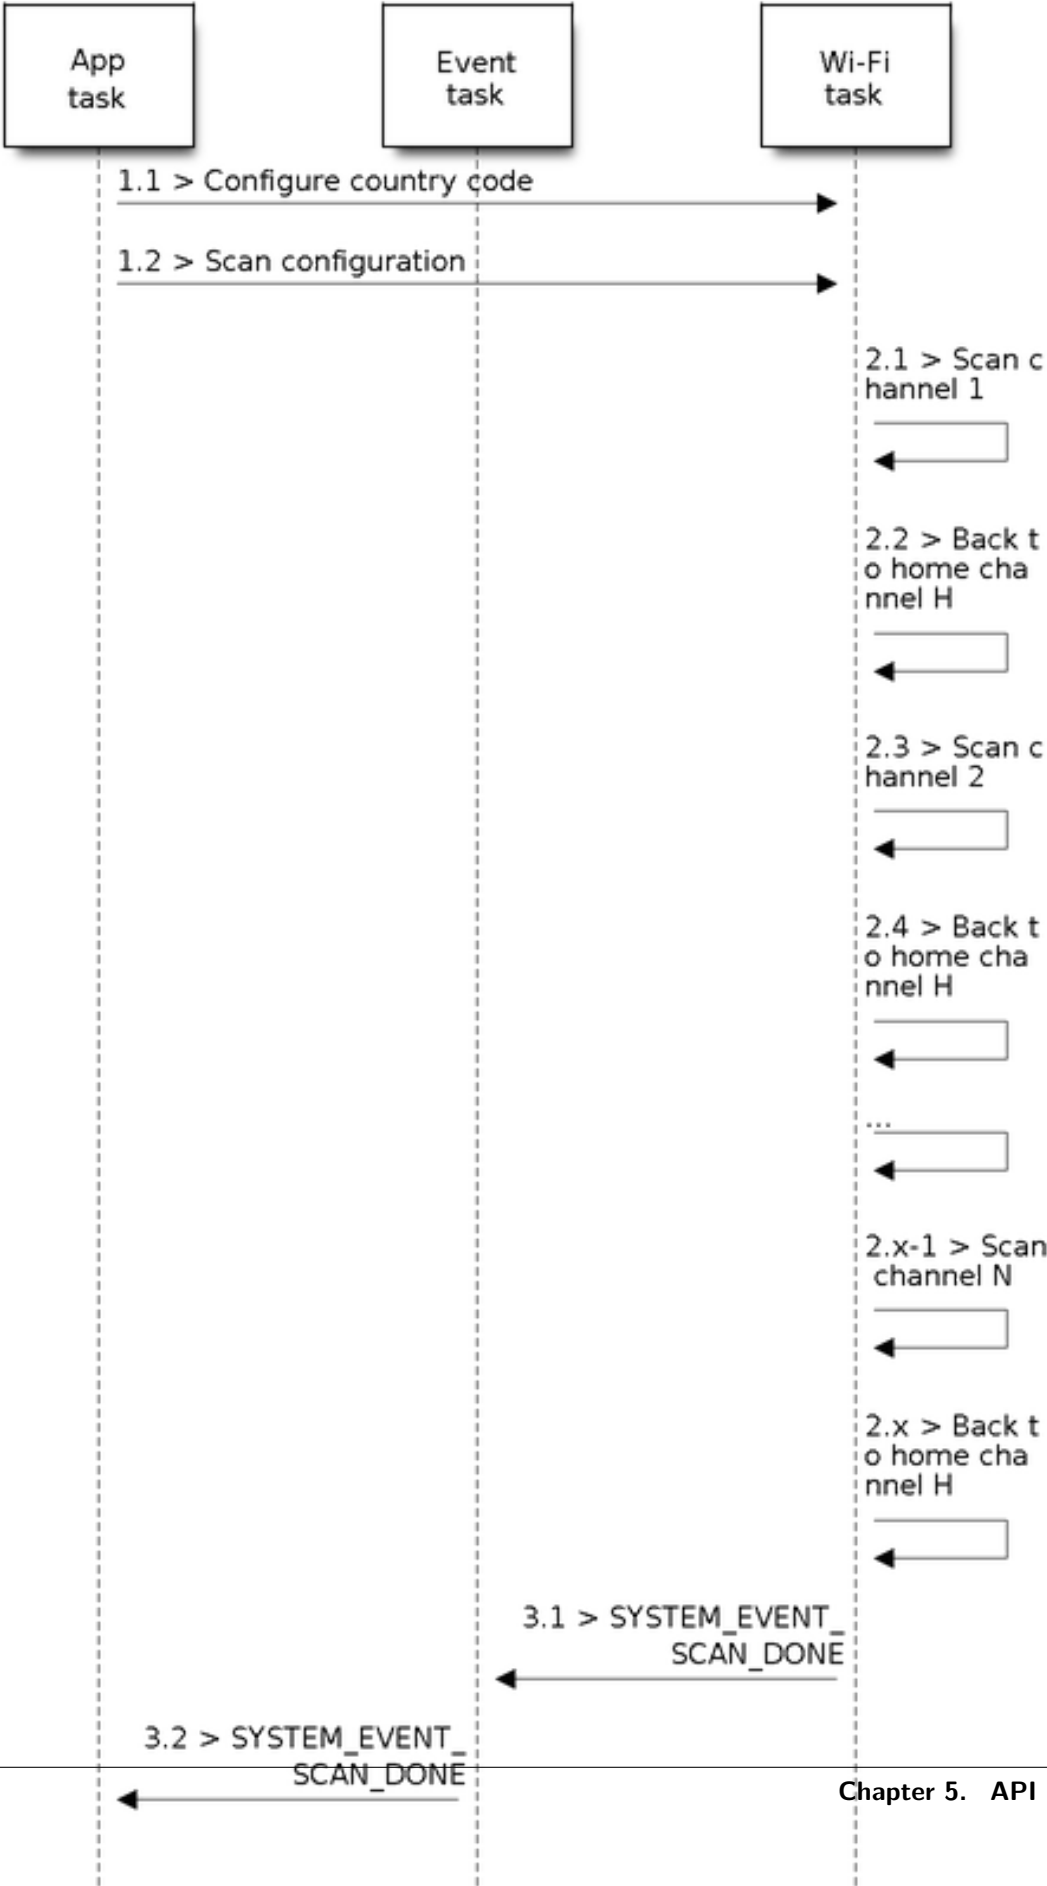 App
task
Event
task
Wi-Fi
task
1.1 > Configure country code
1.2 > Scan configuration
2.1 > Scan c
hannel 1
2.2 > Back t
o home cha
nnel H
2.3 > Scan c
hannel 2
2.4 > Back t
o home cha
nnel H
...
2.x-1 > Scan
channel N
2.x > Back t
o home cha
nnel H
3.1 > SYSTEM_EVENT_
SCAN_DONE
3.2 > SYSTEM_EVENT_
SCAN_DONE
Chapter 5. API